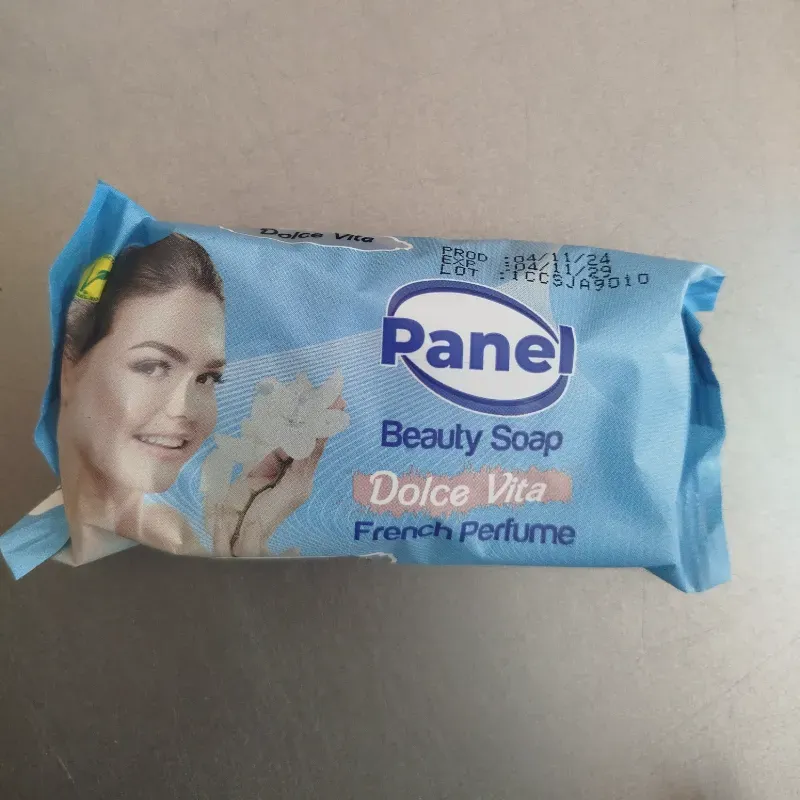 Dolce Vita
PROD :04/11/24
EXP :04/11/29
LOT :1CCSJA9010
Panel
Beauty Soap
Dolce Vita
French Perfume